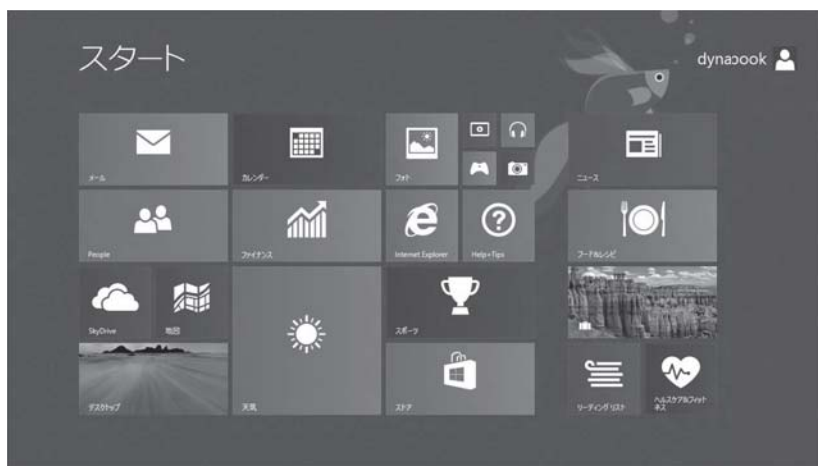 スタート
dynabook
メール
カレンダー
フォト
ニュース
People
ファイナンス
Internet Explorer
Help+Tips
フード&レシピ
SkyDrive
地図
天気
スポーツ
デスクトップ
ストア
リーディング リスト
ヘルスケア&フィット
ネス